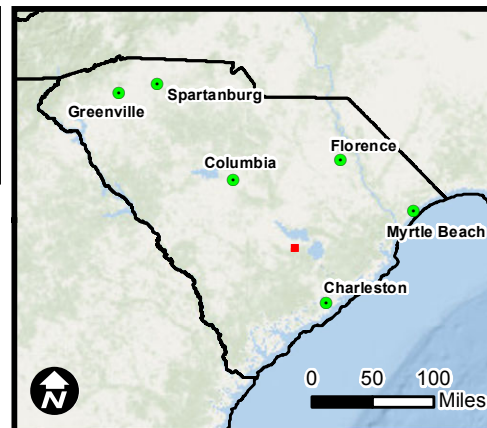 Spartanburg
Greenville
Florence
Columbia
Myrtle Beach
Charleston
0 50 100
Miles
N